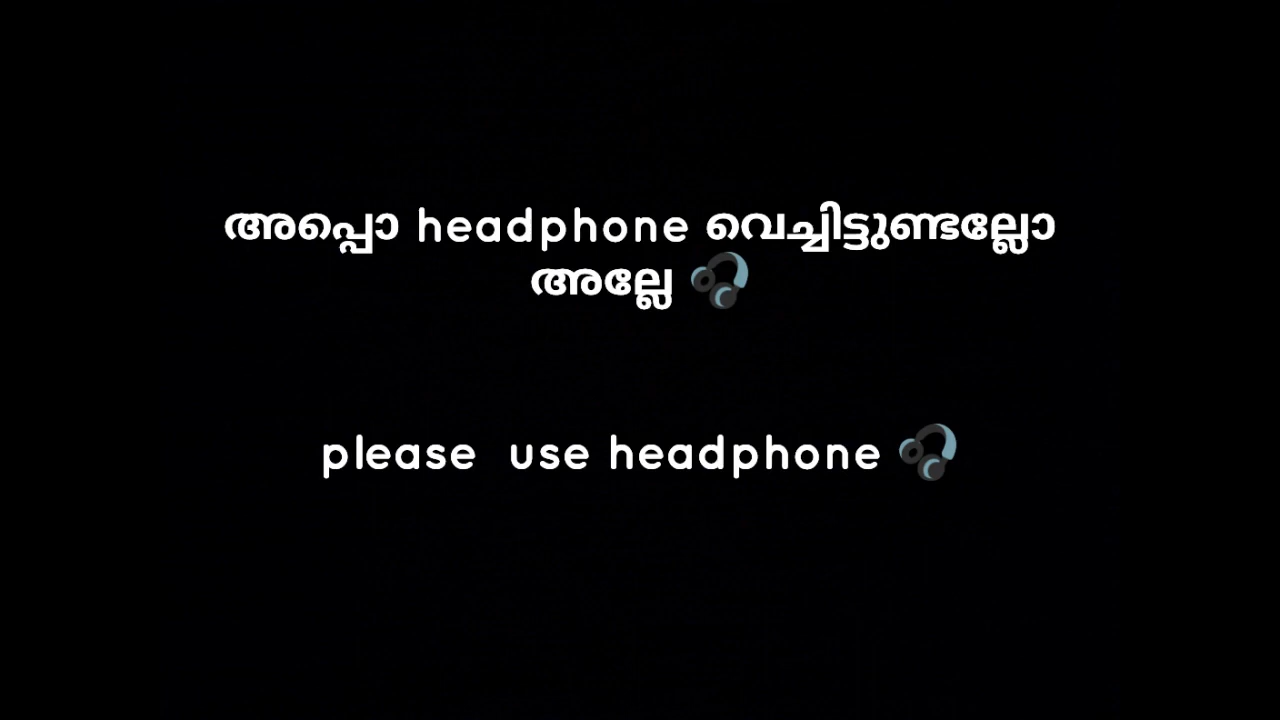 അപ്പൊ headphone വെച്ചിട്ടുണ്ടല്ലോ
അല്ലേ 🎧
please use headphone 🎧